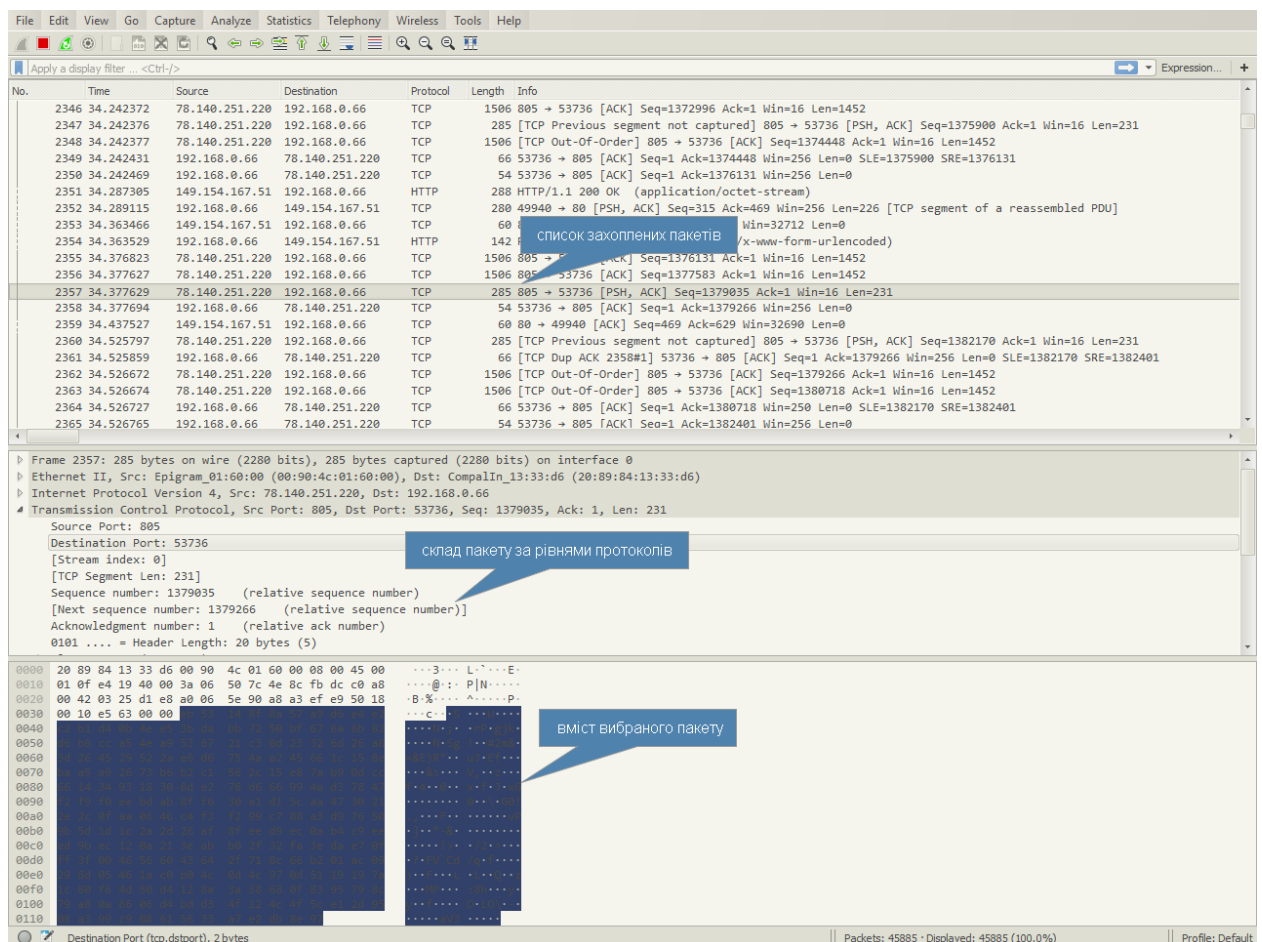 File Edit View Go Capture Analyze Statistics Telephony Wireless Tools Help
Apply a display filter ... <Ctrl-/> Expression... +
No. Time Source Destination Protocol Length Info
2346 34.242372 78.140.251.220 192.168.0.66 TCP 1506 805 → 53736 [ACK] Seq=1372996 Ack=1 Win=16 Len=1452
2347 34.242376 78.140.251.220 192.168.0.66 TCP 285 [TCP Previous segment not captured] 805 → 53736 [PSH, ACK] Seq=1375900 Ack=1 Win=16 Len=231
2348 34.242377 78.140.251.220 192.168.0.66 TCP 1506 [TCP Out-Of-Order] 805 → 53736 [ACK] Seq=1374448 Ack=1 Win=16 Len=1452
2349 34.242431 192.168.0.66 78.140.251.220 TCP 66 53736 → 805 [ACK] Seq=1 Ack=1374448 Win=256 Len=0 SLE=1375900 SRE=1376131
2350 34.242469 192.168.0.66 78.140.251.220 TCP 54 53736 → 805 [ACK] Seq=1 Ack=1376131 Win=256 Len=0
2351 34.287305 149.154.167.51 192.168.0.66 HTTP 288 HTTP/1.1 200 OK (application/octet-stream)
2352 34.289115 192.168.0.66 149.154.167.51 TCP 280 49940 → 80 [PSH, ACK] Seq=315 Ack=469 Win=256 Len=226 [TCP segment of a reassembled PDU]
2353 34.363466 149.154.167.51 192.168.0.66 TCP 60 Win=32712 Len=0
2354 34.363529 192.168.0.66 149.154.167.51 HTTP 142 /x-www-form-urlencoded)
список захоплених пакетів
2355 34.376823 78.140.251.220 192.168.0.66 TCP 1506 805 → [ACK] Seq=1376131 Ack=1 Win=16 Len=1452
2356 34.377627 78.140.251.220 192.168.0.66 TCP 1506 805 → 53736 [ACK] Seq=1377583 Ack=1 Win=16 Len=1452
2357 34.377629 78.140.251.220 192.168.0.66 TCP 285 805 → 53736 [PSH, ACK] Seq=1379035 Ack=1 Win=16 Len=231
2358 34.377694 192.168.0.66 78.140.251.220 TCP 54 53736 → 805 [ACK] Seq=1 Ack=1379266 Win=256 Len=0
2359 34.437527 149.154.167.51 192.168.0.66 TCP 60 80 → 49940 [ACK] Seq=469 Ack=629 Win=32690 Len=0
2360 34.525797 78.140.251.220 192.168.0.66 TCP 285 [TCP Previous segment not captured] 805 → 53736 [PSH, ACK] Seq=1382170 Ack=1 Win=16 Len=231
2361 34.525859 192.168.0.66 78.140.251.220 TCP 66 [TCP Dup ACK 2358#1] 53736 → 805 [ACK] Seq=1 Ack=1379266 Win=256 Len=0 SLE=1382170 SRE=1382401
2362 34.526672 78.140.251.220 192.168.0.66 TCP 1506 [TCP Out-Of-Order] 805 → 53736 [ACK] Seq=1379266 Ack=1 Win=16 Len=1452
2363 34.526674 78.140.251.220 192.168.0.66 TCP 1506 [TCP Out-Of-Order] 805 → 53736 [ACK] Seq=1380718 Ack=1 Win=16 Len=1452
2364 34.526727 192.168.0.66 78.140.251.220 TCP 66 53736 → 805 [ACK] Seq=1 Ack=1380718 Win=250 Len=0 SLE=1382170 SRE=1382401
2365 34.526765 192.168.0.66 78.140.251.220 TCP 54 53736 → 805 [ACK] Seq=1 Ack=1382401 Win=256 Len=0
Frame 2357: 285 bytes on wire (2280 bits), 285 bytes captured (2280 bits) on interface 0
Ethernet II, Src: Epigram_01:60:00 (00:90:4c:01:60:00), Dst: CompalIn_13:33:d6 (20:89:84:13:33:d6)
Internet Protocol Version 4, Src: 78.140.251.220, Dst: 192.168.0.66
Transmission Control Protocol, Src Port: 805, Dst Port: 53736, Seq: 1379035, Ack: 1, Len: 231
Source Port: 805
Destination Port: 53736
[Stream index: 0]
[TCP Segment Len: 231]
Sequence number: 1379035 (relative sequence number)
[Next sequence number: 1379266 (relative sequence number)]
Acknowledgment number: 1 (relative ack number)
0101 .... = Header Length: 20 bytes (5)
склад пакету за рівнями протоколів
0000 20 89 84 13 33 d6 00 90 4c 01 60 00 08 00 45 00 ····3··· L·`···E·
0010 01 0f e4 19 40 00 3a 06 50 7c 4e 8c fb dc c0 a8 ····@·:· P|N·····
0020 00 42 03 25 d1 e8 a0 06 5e 90 a8 a3 ef e9 50 18 ·B·%···· ^·····P·
0030 00 10 e5 63 00 00
0040
0050
0060
0070
0080
0090
00a0
00b0
00c0
00d0
00e0
00f0
0100
0110
вміст вибраного пакету
Destination Port (tcp.dstport), 2 bytes Packets: 45885 · Displayed: 45885 (100.0%) Profile: Default